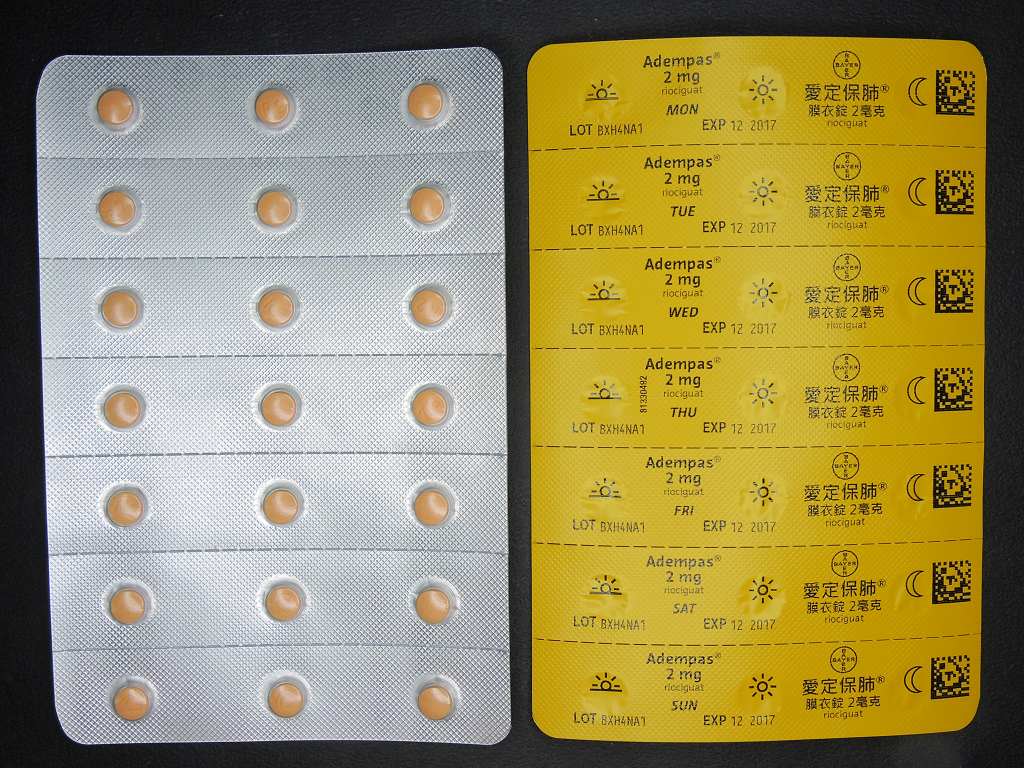 Adempas®
2 mg
riociguat
MON
LOT BXH4NA1
EXP 12 2017
BAYER
BAYER
愛定保肺®
膜衣錠 2毫克
riociguat
Adempas®
2 mg
riociguat
TUE
LOT BXH4NA1
EXP 12 2017
BAYER
BAYER
愛定保肺®
膜衣錠 2毫克
riociguat
Adempas®
2 mg
riociguat
WED
LOT BXH4NA1
EXP 12 2017
BAYER
BAYER
愛定保肺®
膜衣錠 2毫克
riociguat
Adempas®
2 mg
riociguat
THU
81330492
LOT BXH4NA1
EXP 12 2017
BAYER
BAYER
愛定保肺®
膜衣錠 2毫克
riociguat
Adempas®
2 mg
riociguat
FRI
LOT BXH4NA1
EXP 12 2017
BAYER
BAYER
愛定保肺®
膜衣錠 2毫克
riociguat
Adempas®
2 mg
riociguat
SAT
LOT BXH4NA1
EXP 12 2017
BAYER
BAYER
愛定保肺®
膜衣錠 2毫克
riociguat
Adempas®
2 mg
riociguat
SUN
LOT BXH4NA1
EXP 12 2017
BAYER
BAYER
愛定保肺®
膜衣錠 2毫克
riociguat